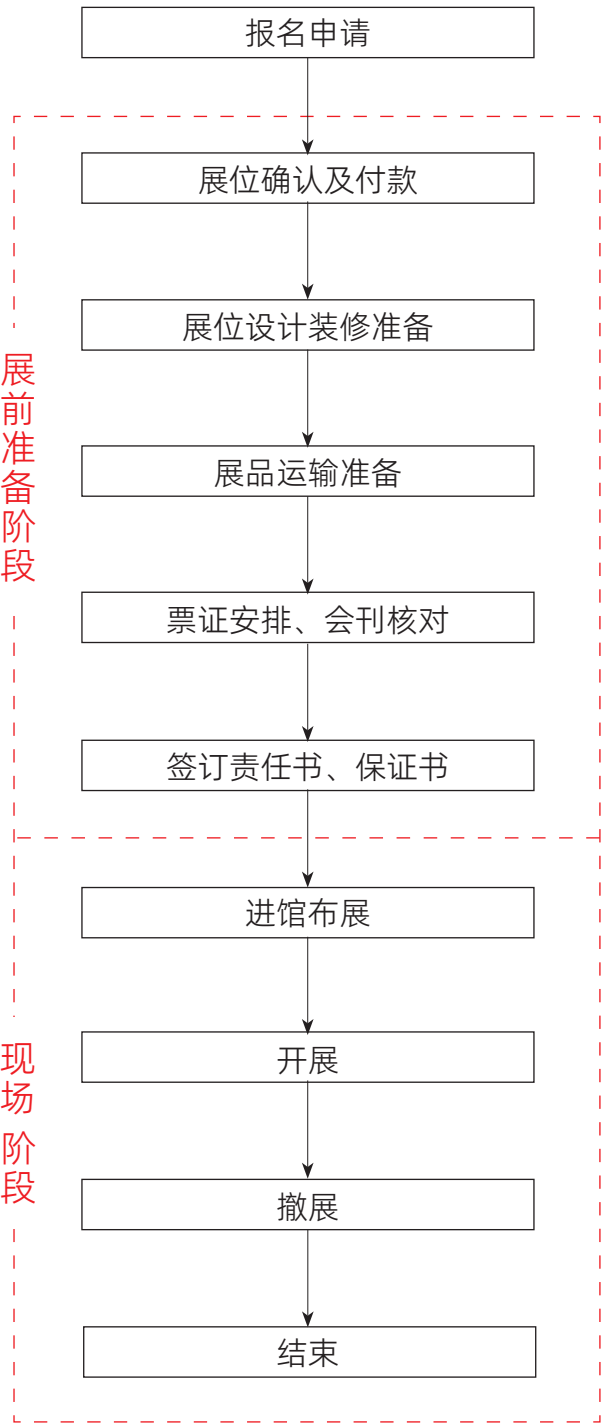 报名申请
展位确认及付款
展位设计装修准备
展品运输准备
票证安排、会刊核对
签订责任书、保证书
展前准备阶段
进馆布展
开展
撤展
结束
现场阶段